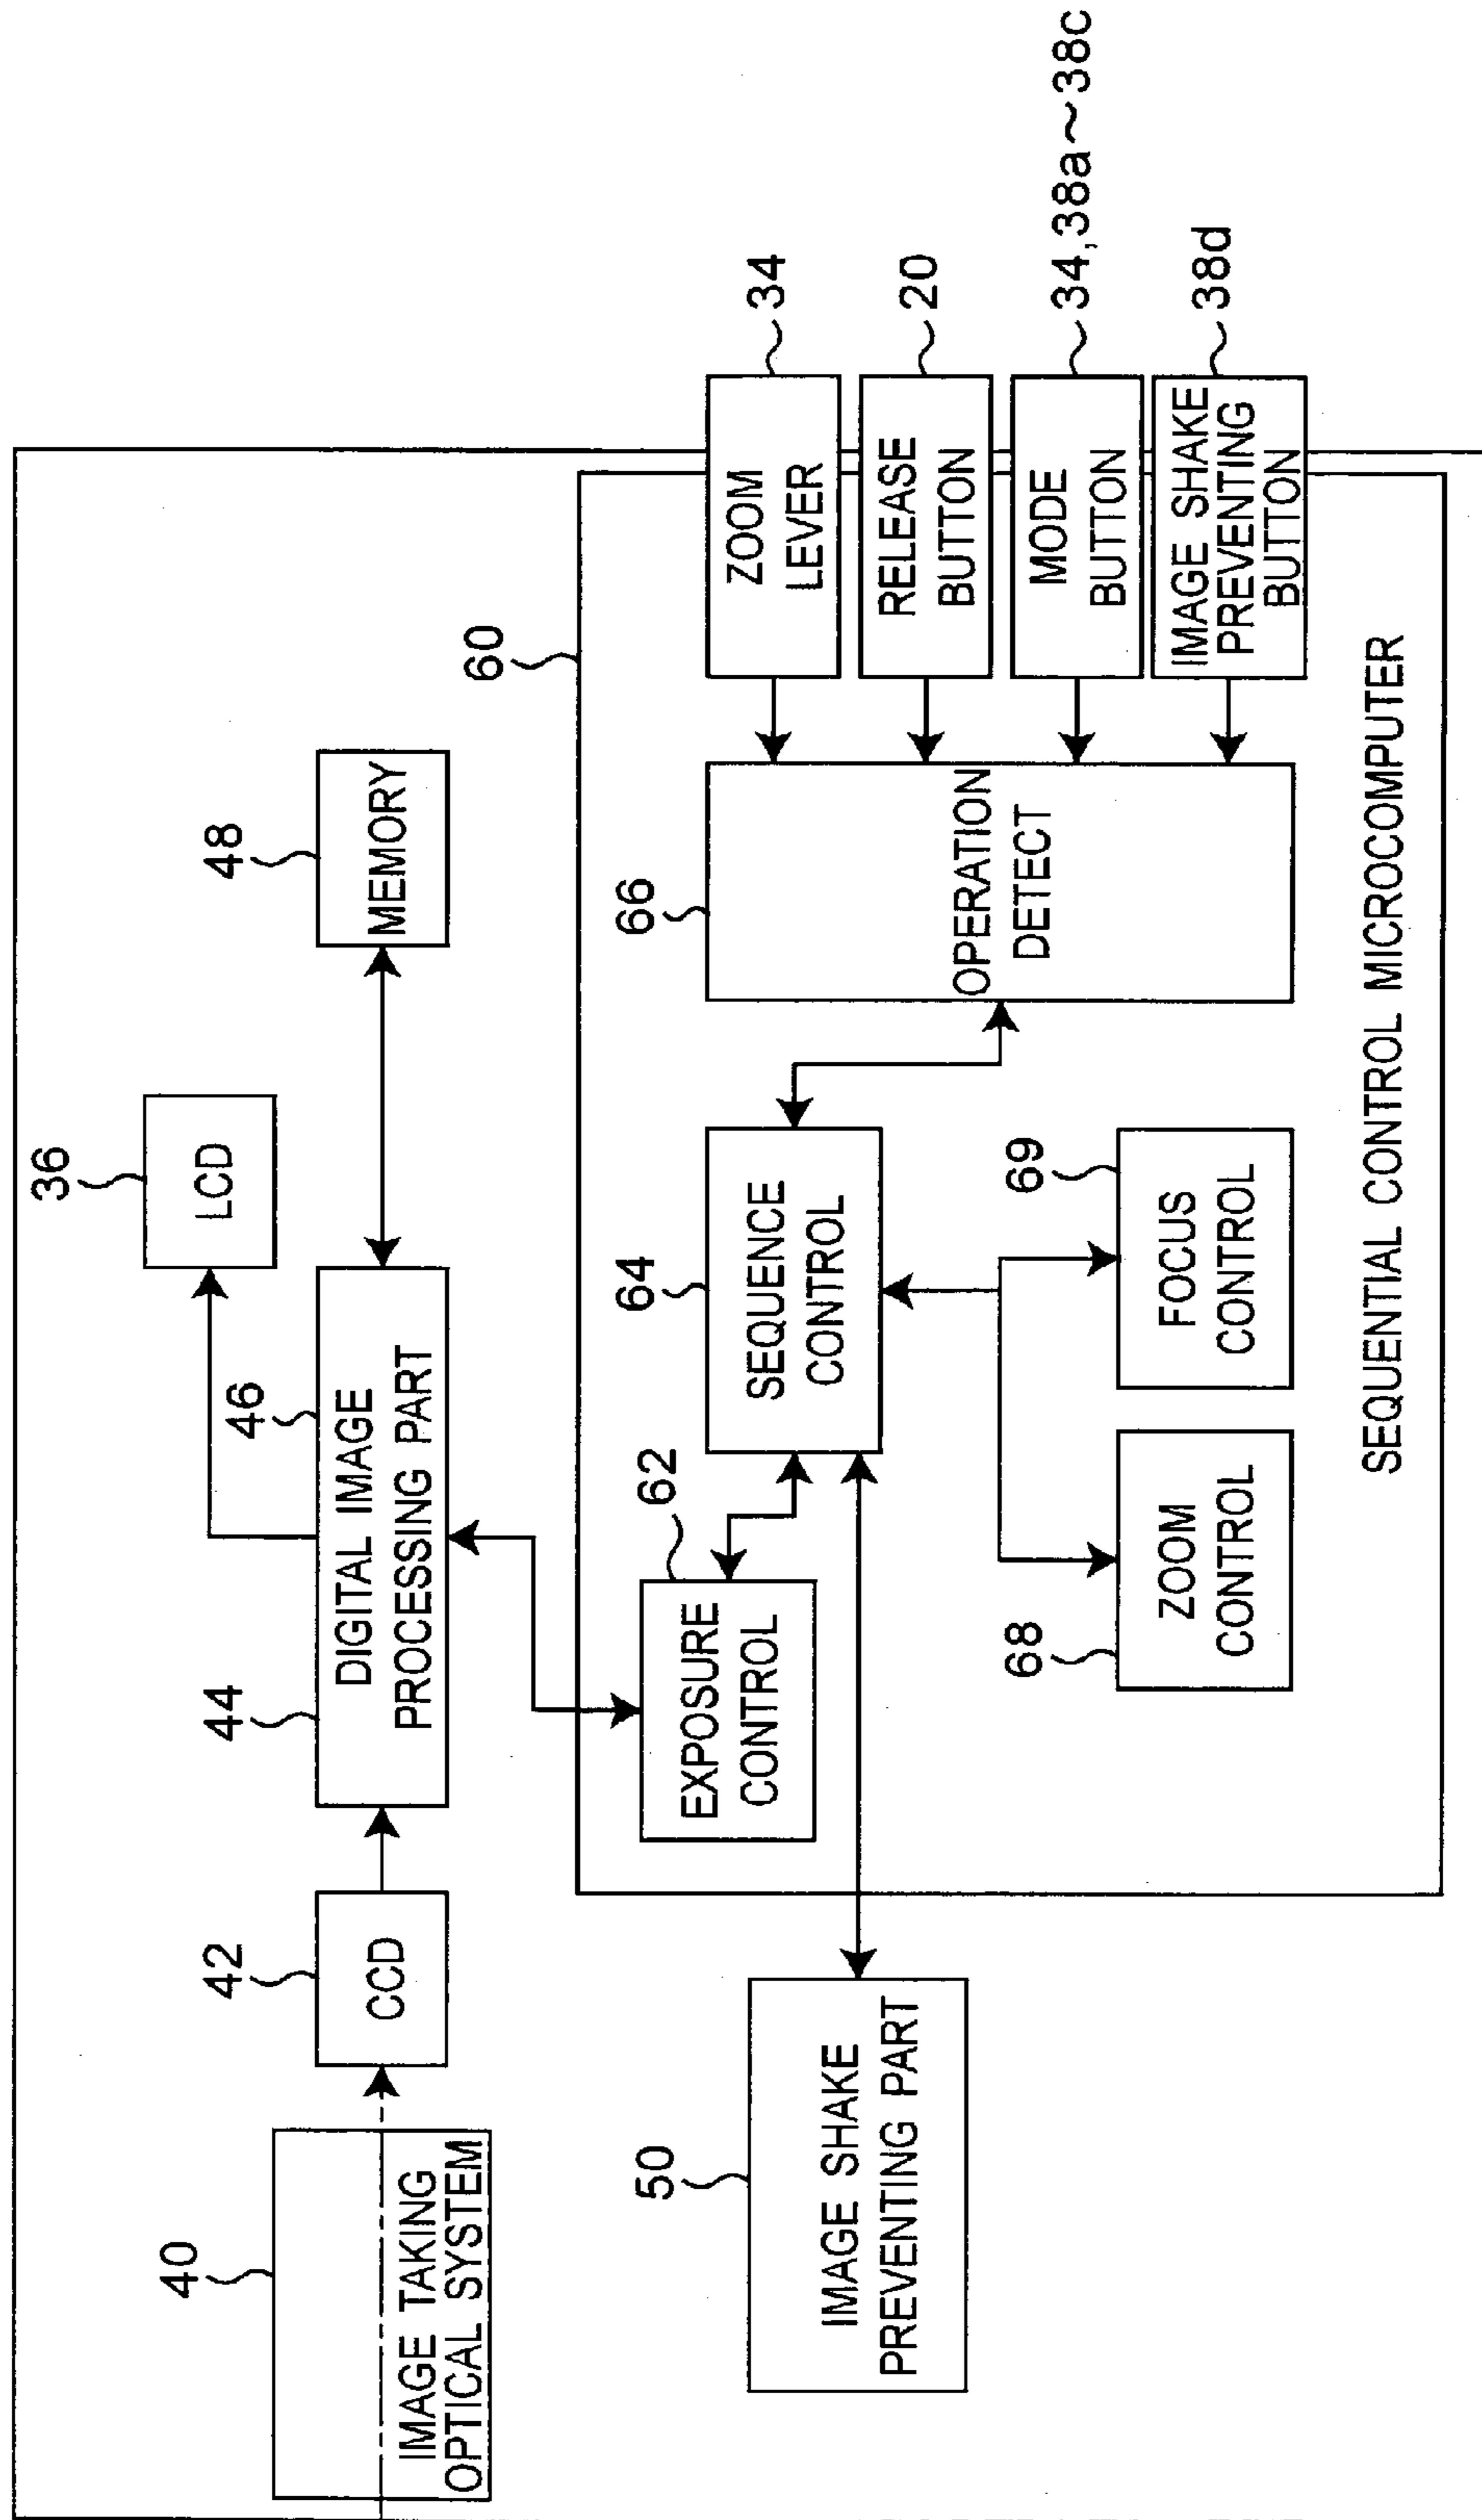 40
IMAGE TAKING
OPTICAL SYSTEM
42
CCD
44
46
DIGITAL IMAGE
PROCESSING PART
36
LCD
48
MEMORY
50
IMAGE SHAKE
PREVENTING PART
60
62
EXPOSURE
CONTROL
64
SEQUENCE
CONTROL
66
OPERATION
DETECT
68
ZOOM
CONTROL
69
FOCUS
CONTROL
ZOOM
LEVER
34
RELEASE
BUTTON
20
MODE
BUTTON
34,38a~38c
IMAGE SHAKE
PREVENTING
BUTTON
38d
SEQUENTIAL CONTROL MICROCOMPUTER